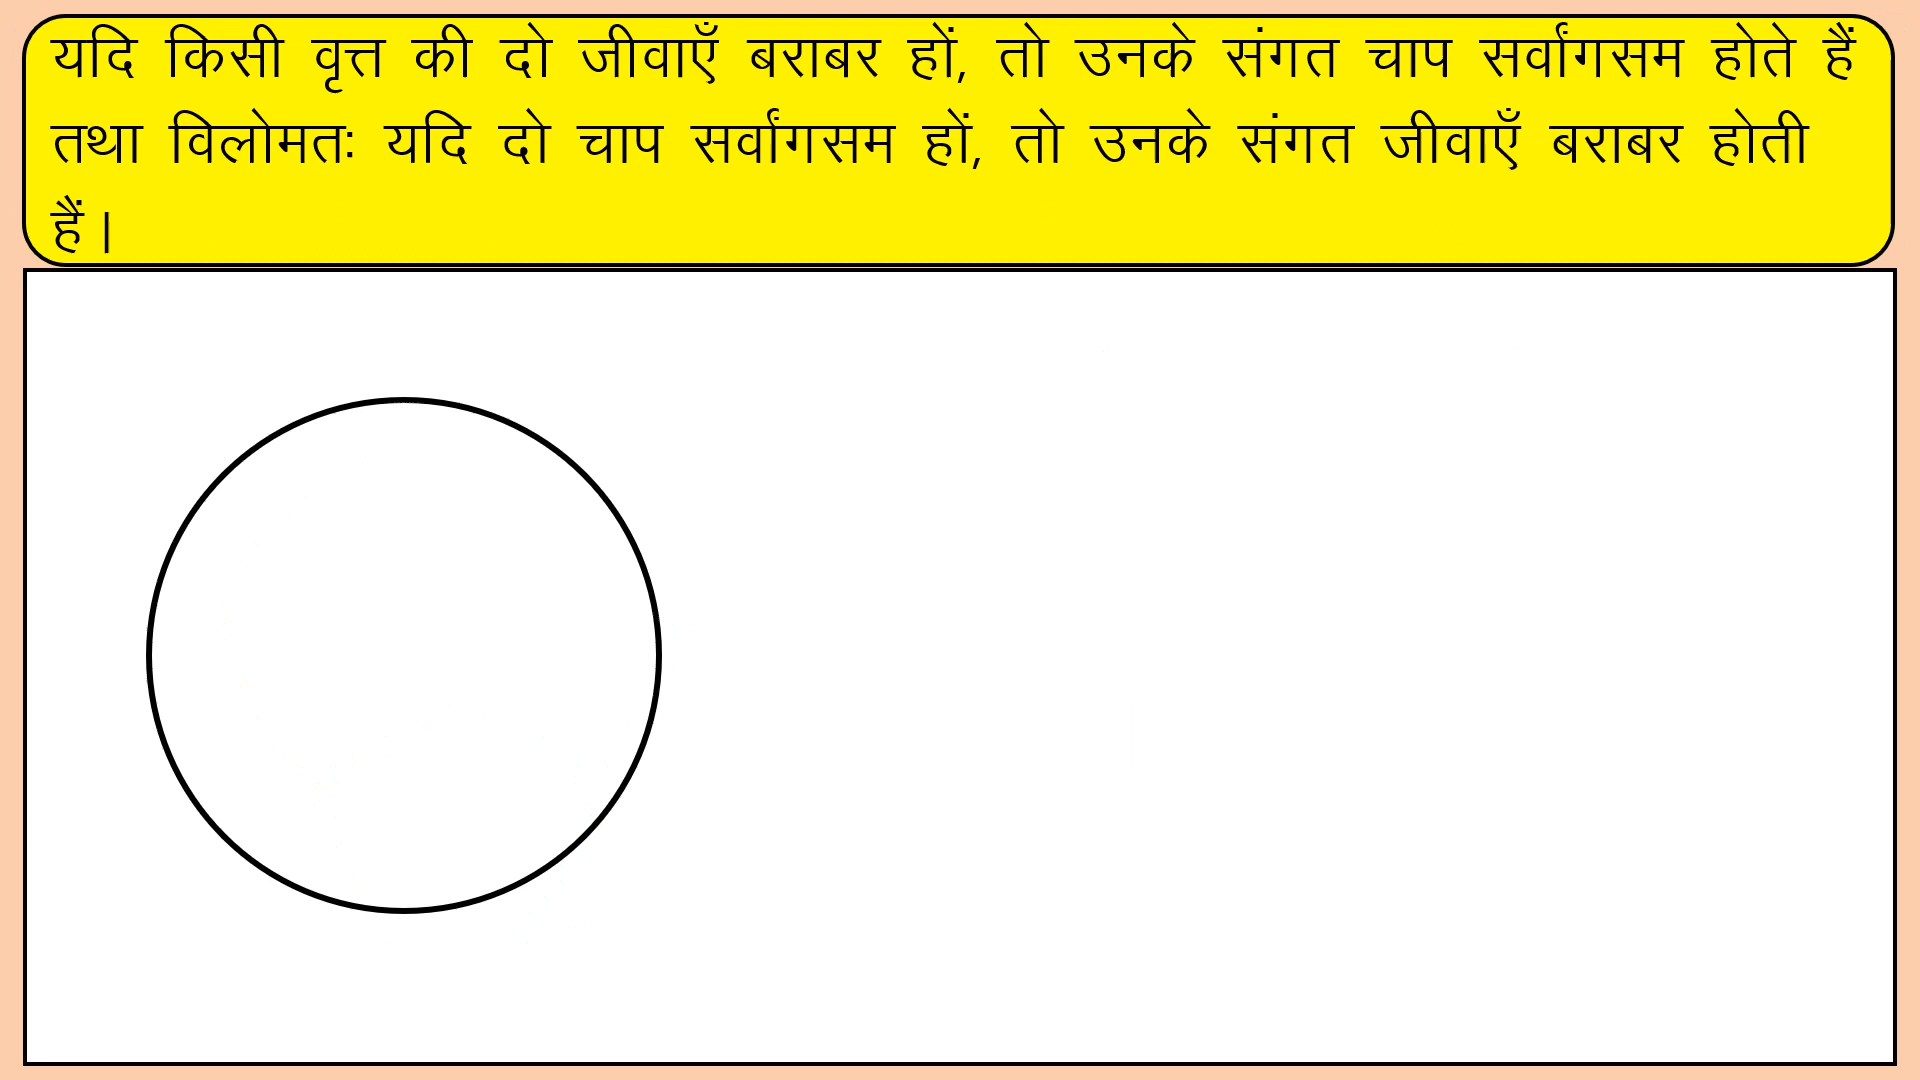 यदि किसी वृत्त की दो जीवाएँ बराबर हों, तो उनके संगत चाप सर्वांगसम होते हैं
तथा विलोमतः यदि दो चाप सर्वांगसम हों, तो उनके संगत जीवाएँ बराबर होती
हैं।